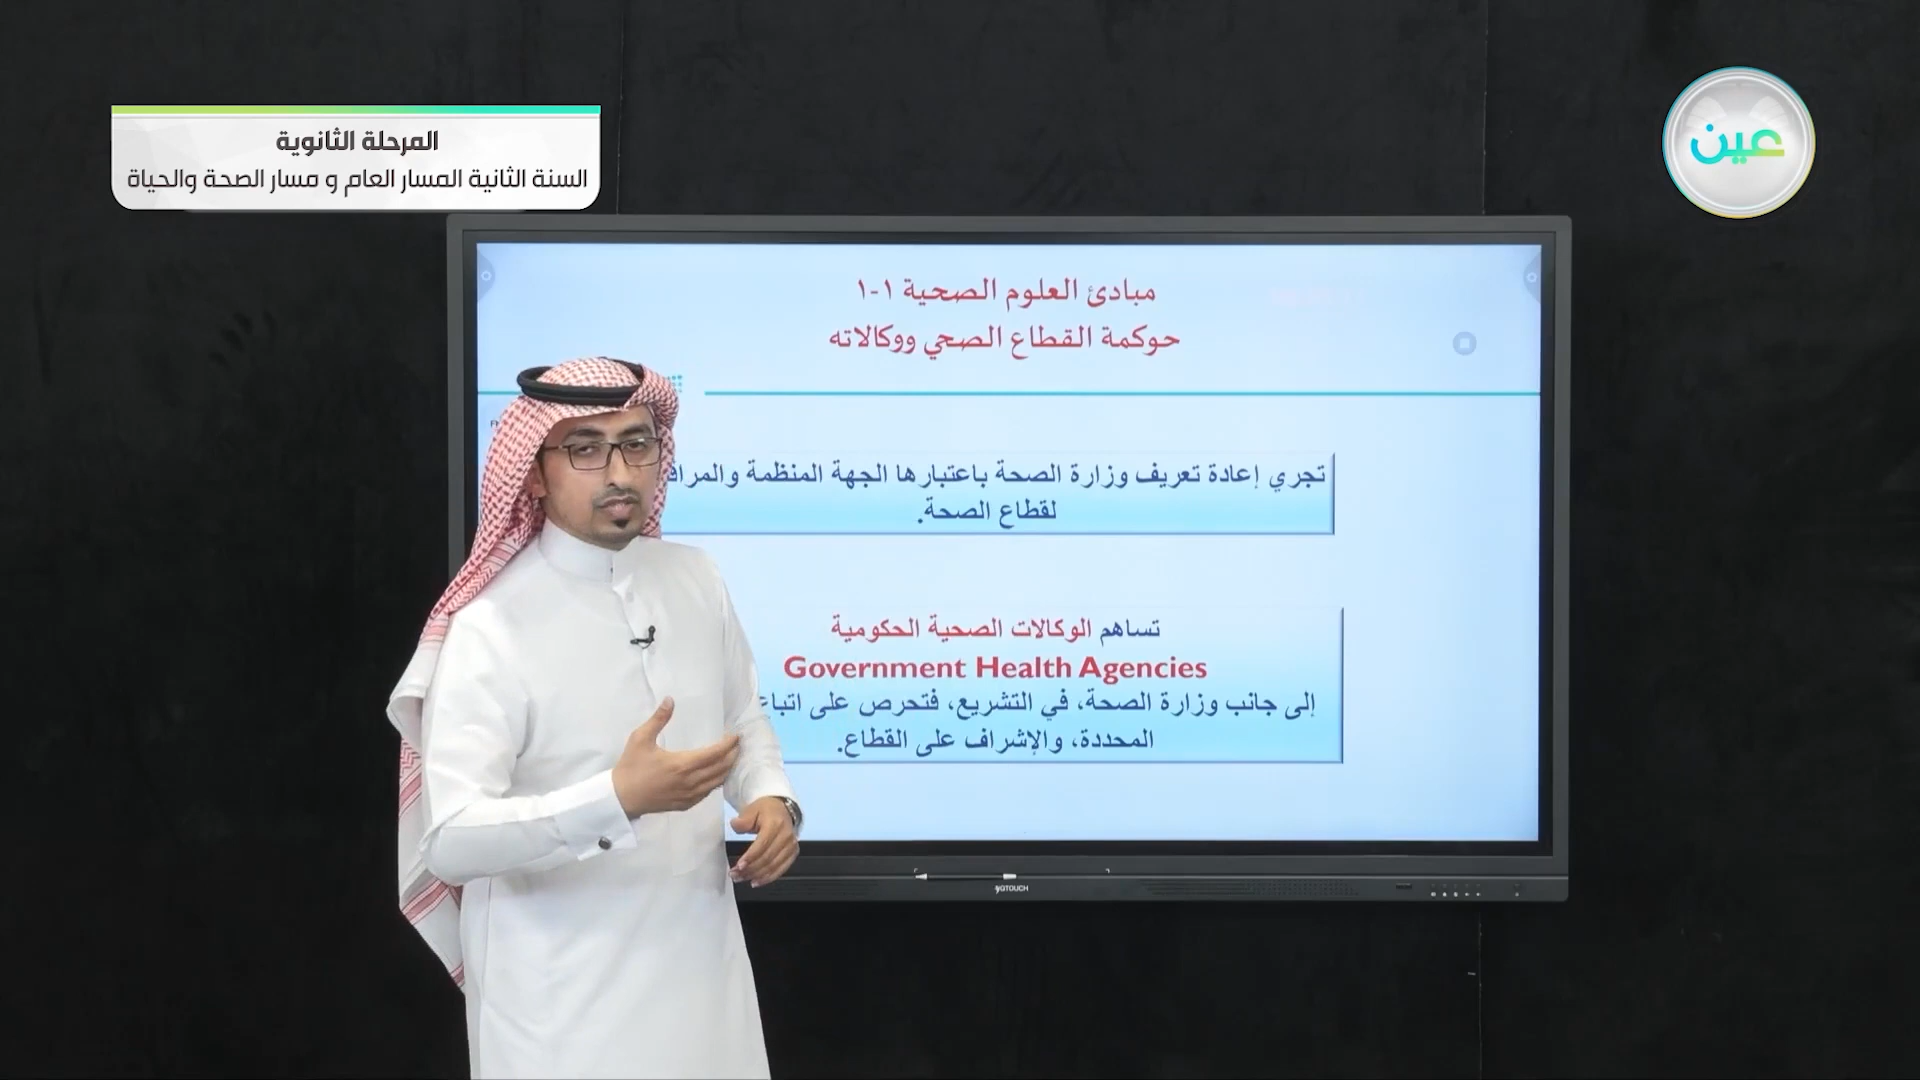 المرحلة الثانوية
السنة الثانية المسار العام و مسار الصحة والحياة
عين
مبادئ العلوم الصحية ١-١
حوكمة القطاع الصحي ووكالاته
تجري إعادة تعريف وزارة الصحة باعتبارها الجهة المنظمة
لقطاع الصحة.
تساهم الوكالات الصحية الحكومية
Government Health Agencies
إلى جانب وزارة الصحة، في التشريع، فتحرص على
المحددة، والإشراف على القطاع.
YQTOUCH